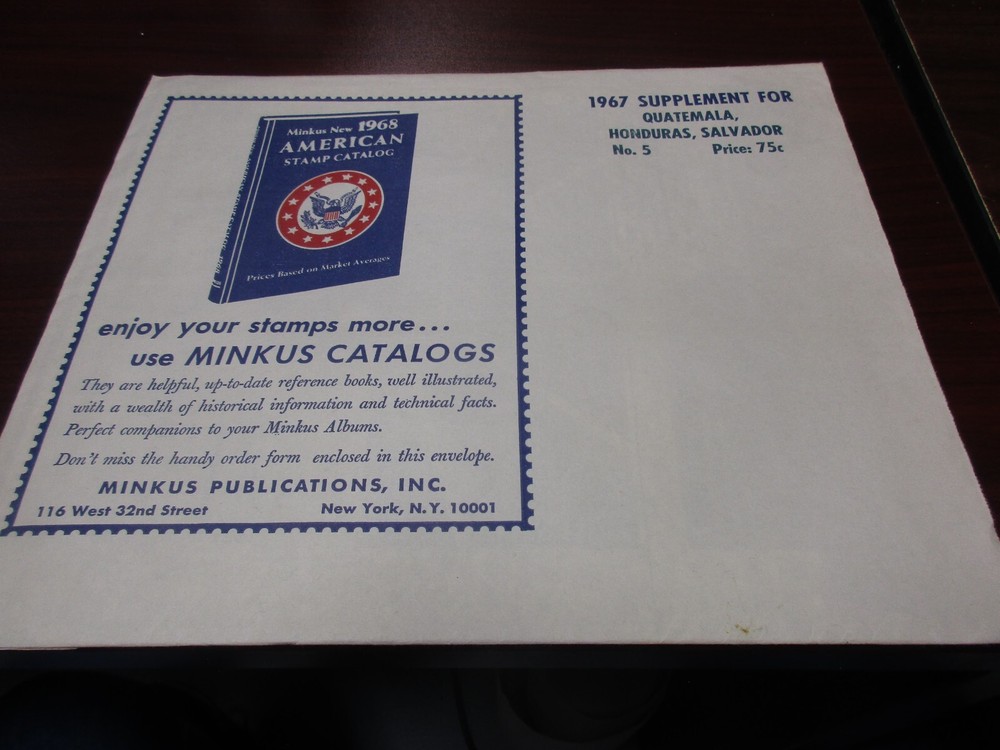 Minkus New 1968
AMERICAN
STAMP CATALOG
Prices Based on Market Averages
enjoy your stamps more...
use MINKUS CATALOGS
They are helpful, up-to-date reference books, well illustrated,
with a wealth of historical information and technical facts.
Perfect companions to your Minkus Albums.
Don't miss the handy order form enclosed in this envelope.
MINKUS PUBLICATIONS, INC.
116 West 32nd Street New York, N.Y. 10001
1967 SUPPLEMENT FOR
QUATEMALA,
HONDURAS, SALVADOR
No. 5 Price: 75c